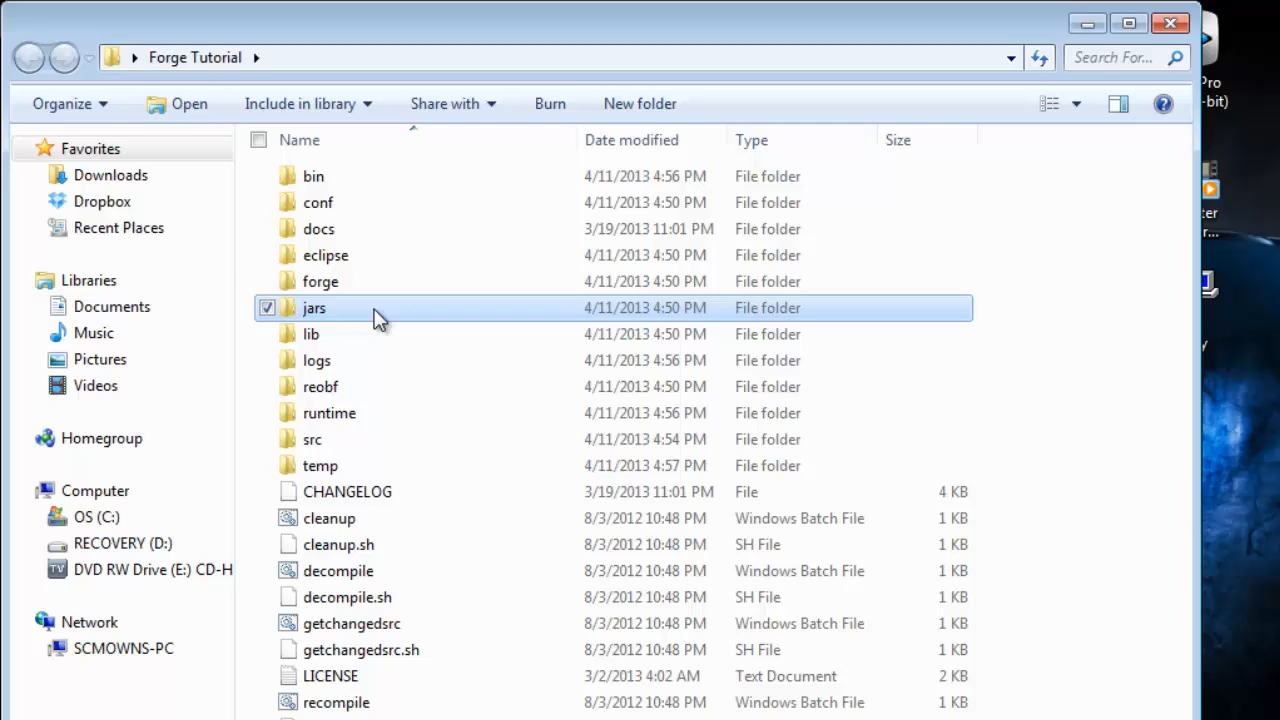 Forge Tutorial
Search For...
Organize
Open
Include in library
Share with
Burn
New folder
Name
Date modified
Type
Size
Favorites
Downloads
Dropbox
Recent Places
Libraries
Documents
Music
Pictures
Videos
Homegroup
Computer
OS (C:)
RECOVERY (D:)
DVD RW Drive (E:) CD-H
Network
SCMOWNS-PC
bin 4/11/2013 4:56 PM File folder
conf 4/11/2013 4:50 PM File folder
docs 3/19/2013 11:01 PM File folder
eclipse 4/11/2013 4:50 PM File folder
forge 4/11/2013 4:50 PM File folder
jars 4/11/2013 4:50 PM File folder
lib 4/11/2013 4:50 PM File folder
logs 4/11/2013 4:56 PM File folder
reobf 4/11/2013 4:50 PM File folder
runtime 4/11/2013 4:56 PM File folder
src 4/11/2013 4:54 PM File folder
temp 4/11/2013 4:57 PM File folder
CHANGELOG 3/19/2013 11:01 PM File 4 KB
cleanup 8/3/2012 10:48 PM Windows Batch File 1 KB
cleanup.sh 8/3/2012 10:48 PM SH File 1 KB
decompile 8/3/2012 10:48 PM Windows Batch File 1 KB
decompile.sh 8/3/2012 10:48 PM SH File 1 KB
getchangedsrc 8/3/2012 10:48 PM Windows Batch File 1 KB
getchangedsrc.sh 8/3/2012 10:48 PM SH File 1 KB
LICENSE 3/2/2013 4:02 AM Text Document 2 KB
recompile 8/3/2012 10:48 PM Windows Batch File 1 KB
Pro
-bit)
ter
r...
y